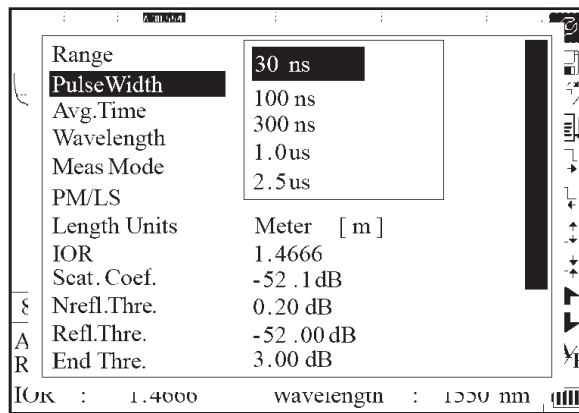 Range
PulseWidth
Avg.Time
Wavelength
Meas Mode
PM/LS
Length Units Meter [ m ]
IOR 1.4666
Scat. Coef. -52 .1dB
Nrefl.Thre. 0.20 dB
Refl.Thre. -52 .00dB
End Thre. 3.00 dB
30 ns
100 ns
300 ns
1.0us
2.5us
A
R
IOR : 1.4666 wavelength : 1550 nm